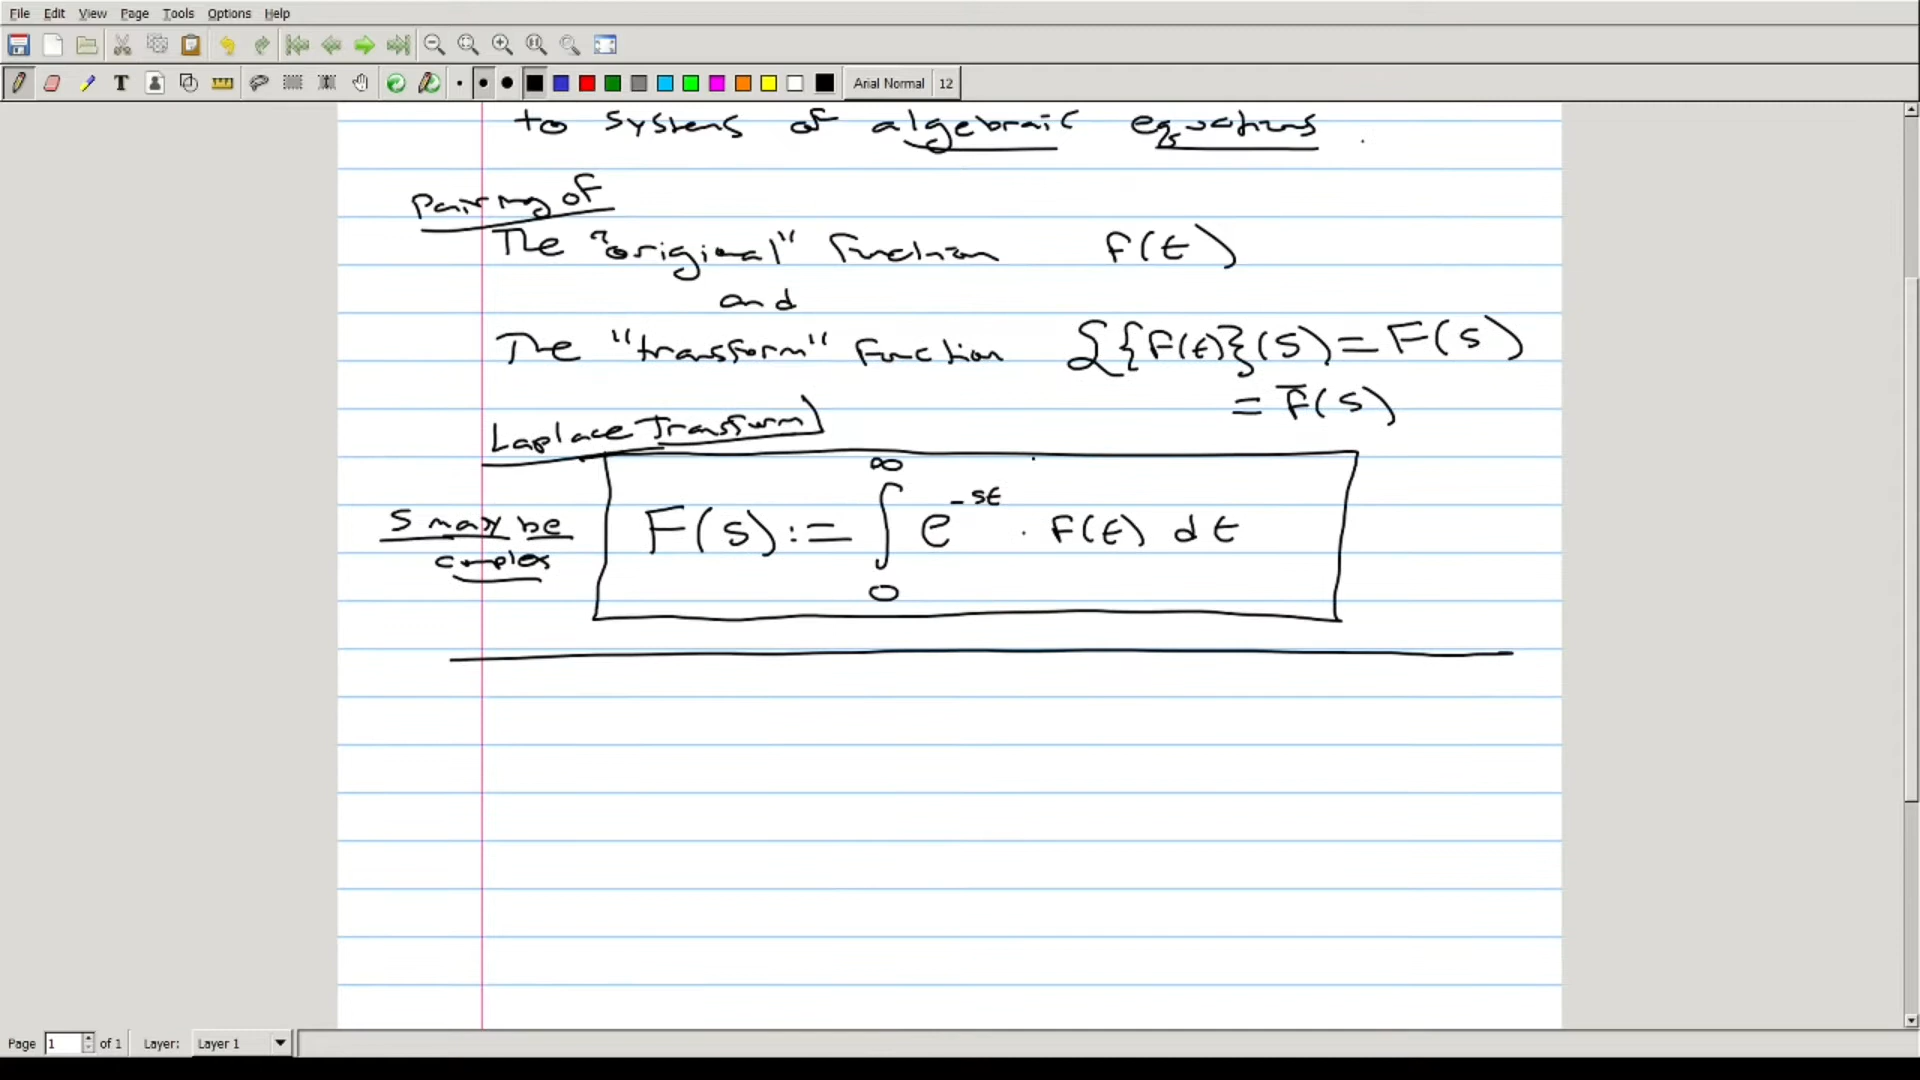 File Edit View Page Tools Options Help
Arial Normal 12
to systems of algebraic equations.
Pairing of
The "original" function f(t)
and
The "transform" function ℒ{f(t)}(s) = F(s)
= f̄(s)
Laplace Transform
s may be
complex
F(s) := ∫₀^∞ e^{-st} · f(t) dt
Page 1 of 1 Layer: Layer 1